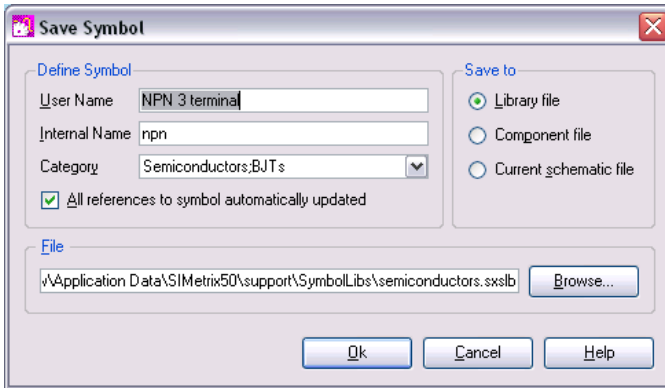 Save Symbol
Define Symbol
User Name NPN 3 terminal
Internal Name npn
Category Semiconductors;BJTs
All references to symbol automatically updated
Save to
Library file
Component file
Current schematic file
File
\Application Data\SIMetrix50\support\SymbolLibs\semiconductors.sxslb Browse...
Ok Cancel Help